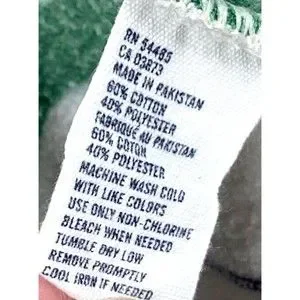 RN 54485
CA 03873
MADE IN PAKISTAN
60% COTTON
40% POLYESTER
FABRIQUÉ AU PAKISTAN
60% COTON
40% POLYESTER
MACHINE WASH COLD
WITH LIKE COLORS
USE ONLY NON-CHLORINE
BLEACH WHEN NEEDED
TUMBLE DRY LOW
REMOVE PROMPTLY
COOL IRON IF NEEDED